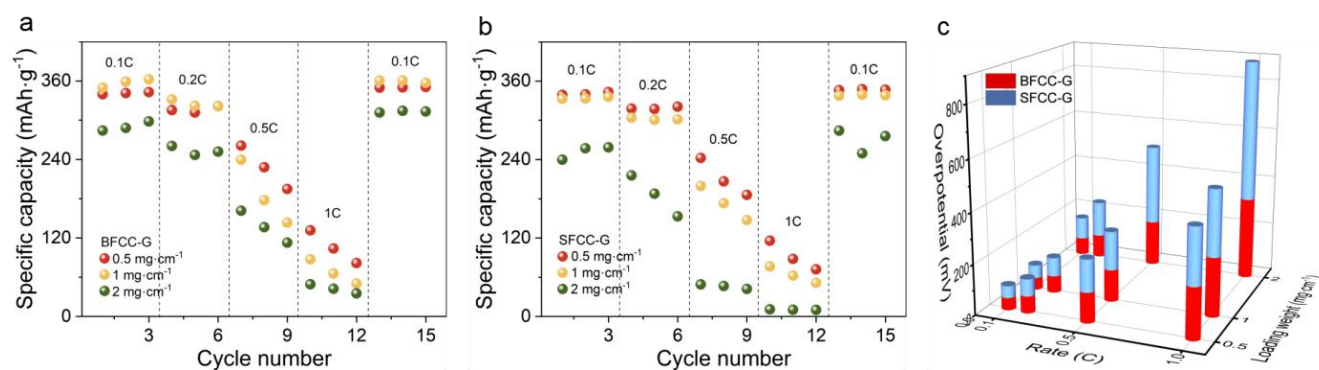 a
Specific capacity (mAh·g⁻¹)
360
240
120
0
0.1C
0.2C
0.5C
1C
0.1C
BFCC-G
0.5 mg·cm⁻¹
1 mg·cm⁻¹
2 mg·cm⁻¹
3
6
9
12
15
Cycle number
b
Specific capacity (mAh·g⁻¹)
360
240
120
0
0.1C
0.2C
0.5C
1C
0.1C
SFCC-G
0.5 mg·cm⁻¹
1 mg·cm⁻¹
2 mg·cm⁻¹
3
6
9
12
15
Cycle number
c
BFCC-G
SFCC-G
Overpotential (mV)
800
600
400
200
0.1
0.5
1.0
Rate (C)
0.5
1
2
Loading weight (mg·cm⁻¹)